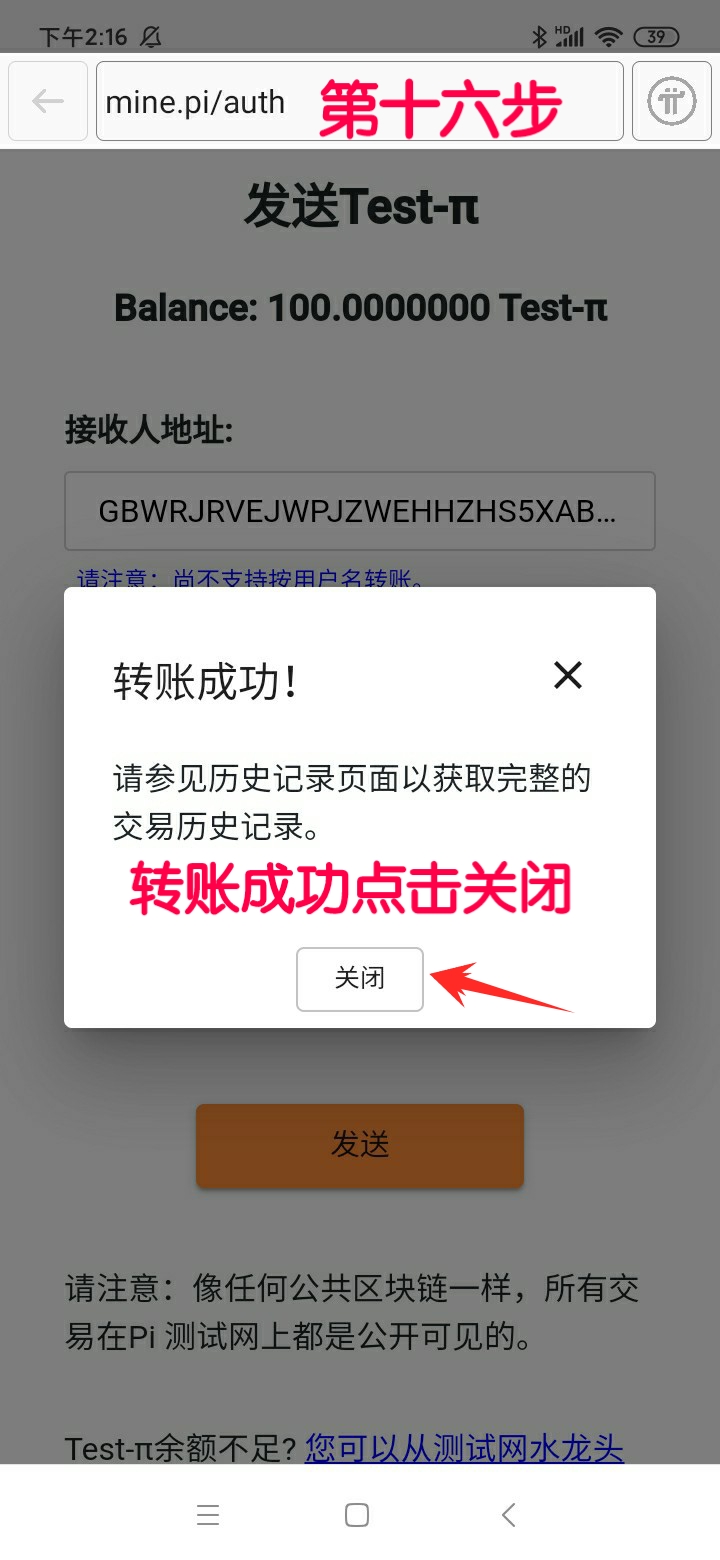 下午2:16
HD
39
mine.pi/auth
第十六步
发送Test-π
Balance: 100.0000000 Test-π
接收人地址:
GBWRJRVEJWPJZWEHHZHS5XAB...
请注意：尚不支持按用户名转账。
转账成功！
请参见历史记录页面以获取完整的
交易历史记录。
转账成功点击关闭
关闭
发送
请注意：像任何公共区块链一样，所有交
易在Pi 测试网上都是公开可见的。
Test-π余额不足? 您可以从测试网水龙头